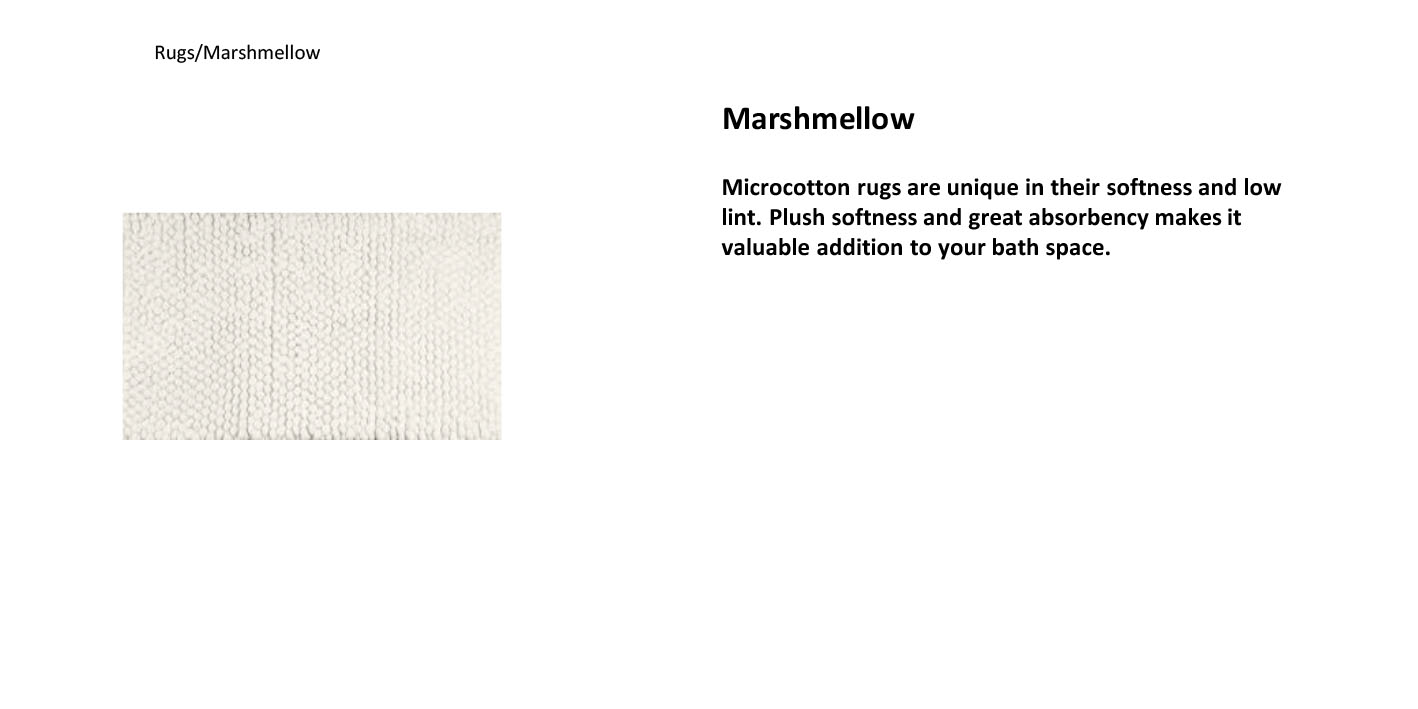 Rugs/Marshmellow
Marshmellow
Microcotton rugs are unique in their softness and low
lint. Plush softness and great absorbency makes it
valuable addition to your bath space.